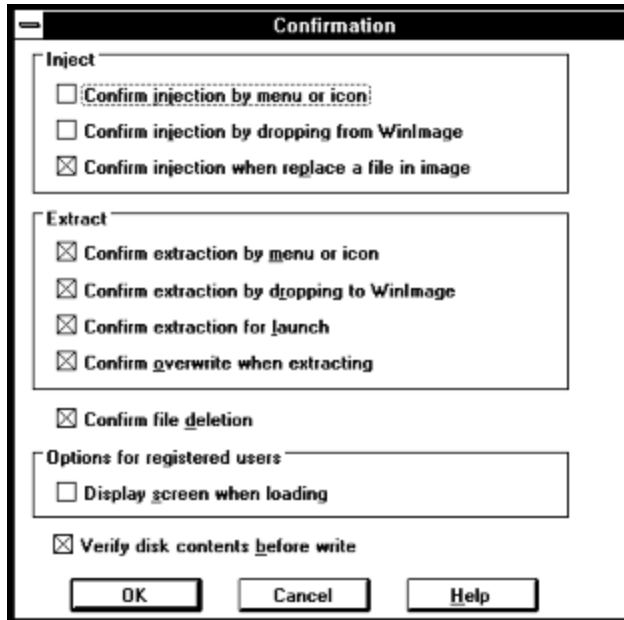 Confirmation
Inject
Confirm injection by menu or icon
Confirm injection by dropping from WinImage
Confirm injection when replace a file in image
Extract
Confirm extraction by menu or icon
Confirm extraction by dropping to WinImage
Confirm extraction for launch
Confirm overwrite when extracting
Confirm file deletion
Options for registered users
Display screen when loading
Verify disk contents before write
OK Cancel Help